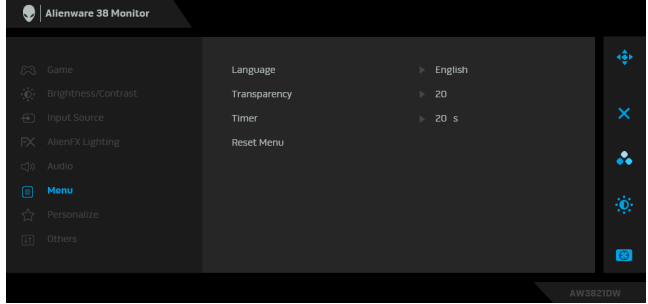 Alienware 38 Monitor
Game
Brightness/Contrast
Input Source
FX AlienFX Lighting
Audio
Menu
Personalize
Others
Language English
Transparency 20
Timer 20 s
Reset Menu
AW3821DW